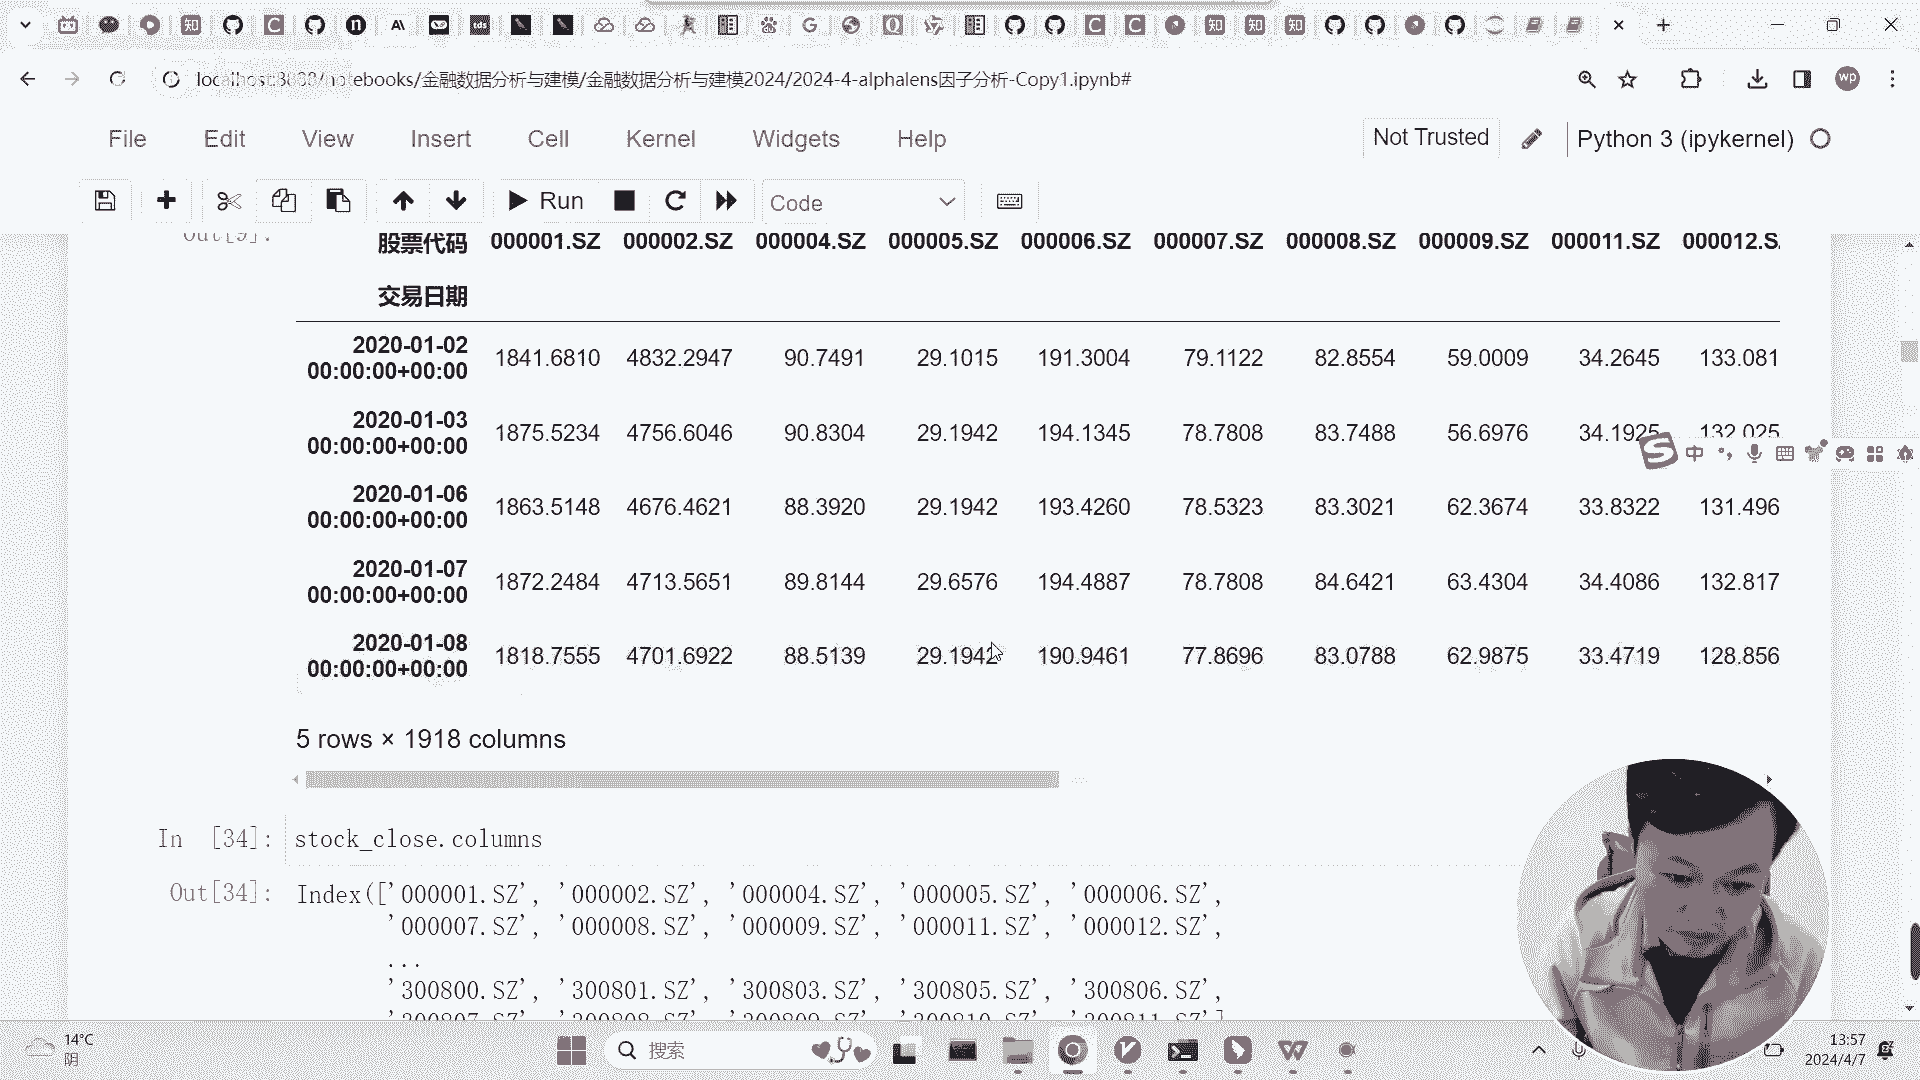 localhost:8888/notebooks/金融数据分析与建模/金融数据分析与建模2024/2024-4-alphalens因子分析-Copy1.ipynb#
File Edit View Insert Cell Kernel Widgets Help
Not Trusted
Python 3 (ipykernel)
Run
Code
Out[9]:
股票代码 000001.SZ 000002.SZ 000004.SZ 000005.SZ 000006.SZ 000007.SZ 000008.SZ 000009.SZ 000011.SZ 000012.S
交易日期
2020-01-02 00:00:00+00:00 1841.6810 4832.2947 90.7491 29.1015 191.3004 79.1122 82.8554 59.0009 34.2645 133.081
2020-01-03 00:00:00+00:00 1875.5234 4756.6046 90.8304 29.1942 194.1345 78.7808 83.7488 56.6976 34.1925 132.025
2020-01-06 00:00:00+00:00 1863.5148 4676.4621 88.3920 29.1942 193.4260 78.5323 83.3021 62.3674 33.8322 131.496
2020-01-07 00:00:00+00:00 1872.2484 4713.5651 89.8144 29.6576 194.4887 78.7808 84.6421 63.4304 34.4086 132.817
2020-01-08 00:00:00+00:00 1818.7555 4701.6922 88.5139 29.1942 190.9461 77.8696 83.0788 62.9875 33.4719 128.856
5 rows × 1918 columns
In [34]: stock_close.columns
Out[34]: Index(['000001.SZ', '000002.SZ', '000004.SZ', '000005.SZ', '000006.SZ',
'000007.SZ', '000008.SZ', '000009.SZ', '000011.SZ', '000012.SZ',
...
'300800.SZ', '300801.SZ', '300803.SZ', '300805.SZ', '300806.SZ',
'300807.SZ', '300808.SZ', '300809.SZ', '300810.SZ', '300811.SZ'],
中
14°C
阴
搜索
13:57
2024/4/7